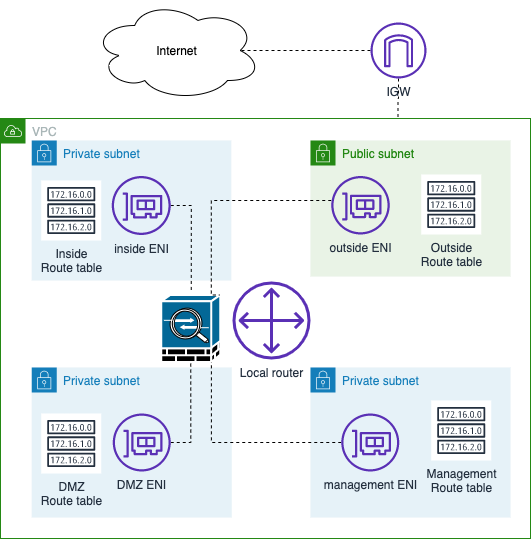 Internet
IGW
VPC
Private subnet
172.16.0.0
172.16.1.0
172.16.2.0
Inside
Route table
inside ENI
Public subnet
outside ENI
172.16.0.0
172.16.1.0
172.16.2.0
Outside
Route table
Local router
Private subnet
172.16.0.0
172.16.1.0
172.16.2.0
DMZ
Route table
DMZ ENI
Private subnet
management ENI
172.16.0.0
172.16.1.0
172.16.2.0
Management
Route table